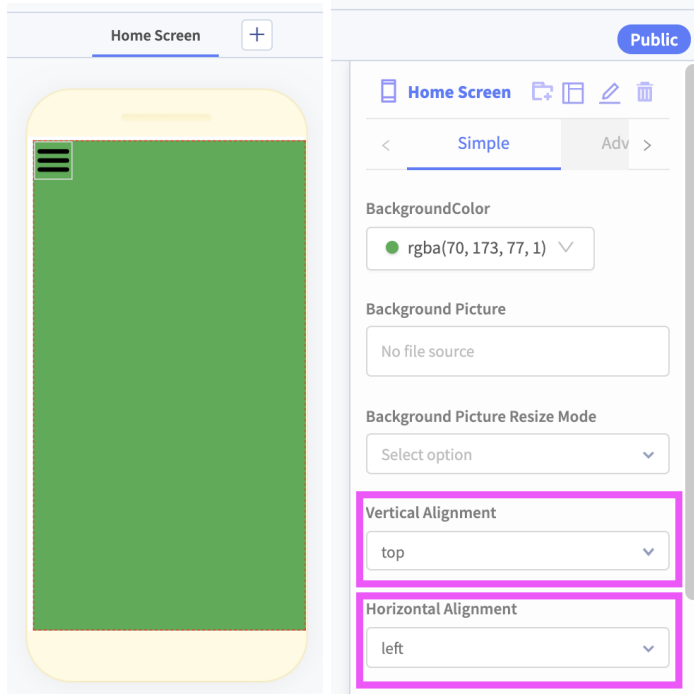 Home Screen
+
Public
Home Screen
Simple
Adv
BackgroundColor
rgba(70, 173, 77, 1)
Background Picture
No file source
Background Picture Resize Mode
Select option
Vertical Alignment
top
Horizontal Alignment
left